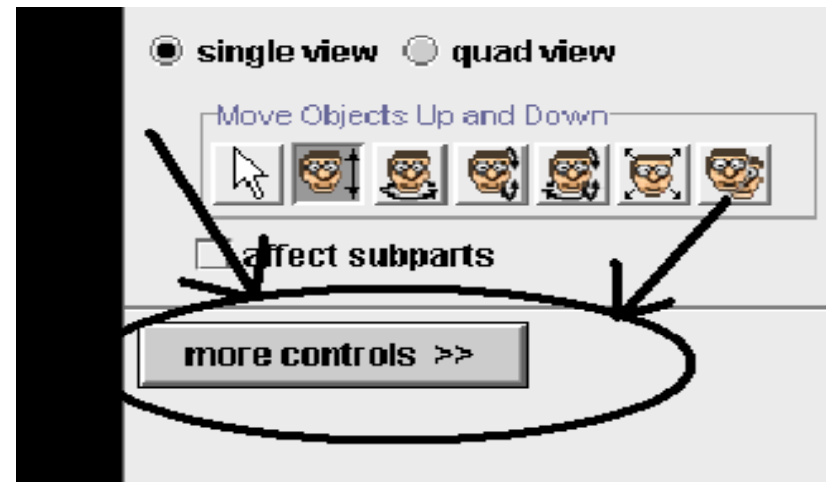 single view quad view
Move Objects Up and Down
affect subparts
more controls >>